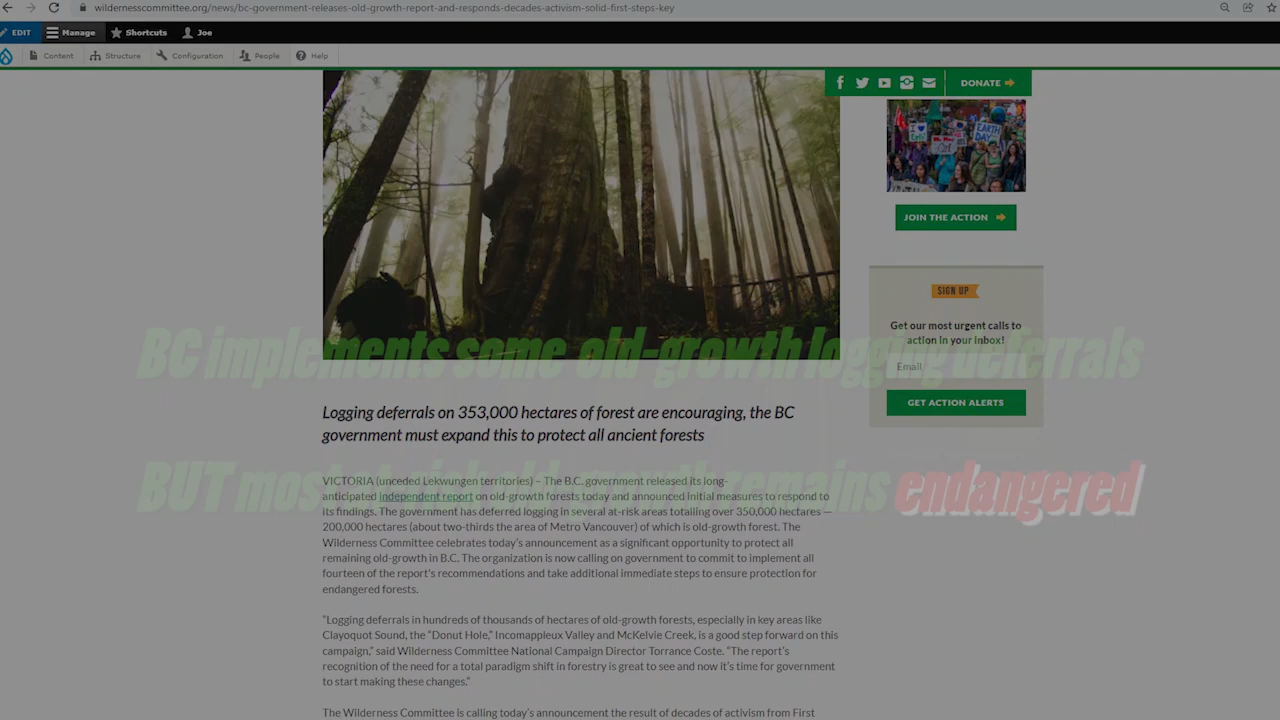 wildernesscommittee.org/news/bc-government-releases-old-growth-report-and-responds-decades-activism-solid-first-steps-key
EDIT Manage Shortcuts Joe
Content Structure Configuration People Help
DONATE
I Earth
EARTH DAY
JOIN THE ACTION
SIGN UP
Get our most urgent calls to
action in your inbox!
Email
GET ACTION ALERTS
BC implements some old-growth logging deferrals
BUT most at-risk old-growth remains endangered
Logging deferrals on 353,000 hectares of forest are encouraging, the BC
government must expand this to protect all ancient forests
VICTORIA (unceded Lekwungen territories) – The B.C. government released its long-
anticipated independent report on old-growth forests today and announced initial measures to respond to
its findings. The government has deferred logging in several at-risk areas totalling over 350,000 hectares —
200,000 hectares (about two-thirds the area of Metro Vancouver) of which is old-growth forest. The
Wilderness Committee celebrates today's announcement as a significant opportunity to protect all
remaining old-growth in B.C. The organization is now calling on government to commit to implement all
fourteen of the report's recommendations and take additional immediate steps to ensure protection for
endangered forests.
"Logging deferrals in hundreds of thousands of hectares of old-growth forests, especially in key areas like
Clayoquot Sound, the "Donut Hole," Incomappleux Valley and McKelvie Creek, is a good step forward on this
campaign," said Wilderness Committee National Campaign Director Torrance Coste. "The report's
recognition of the need for a total paradigm shift in forestry is great to see and now it's time for government
to start making these changes."
The Wilderness Committee is calling today's announcement the result of decades of activism from First